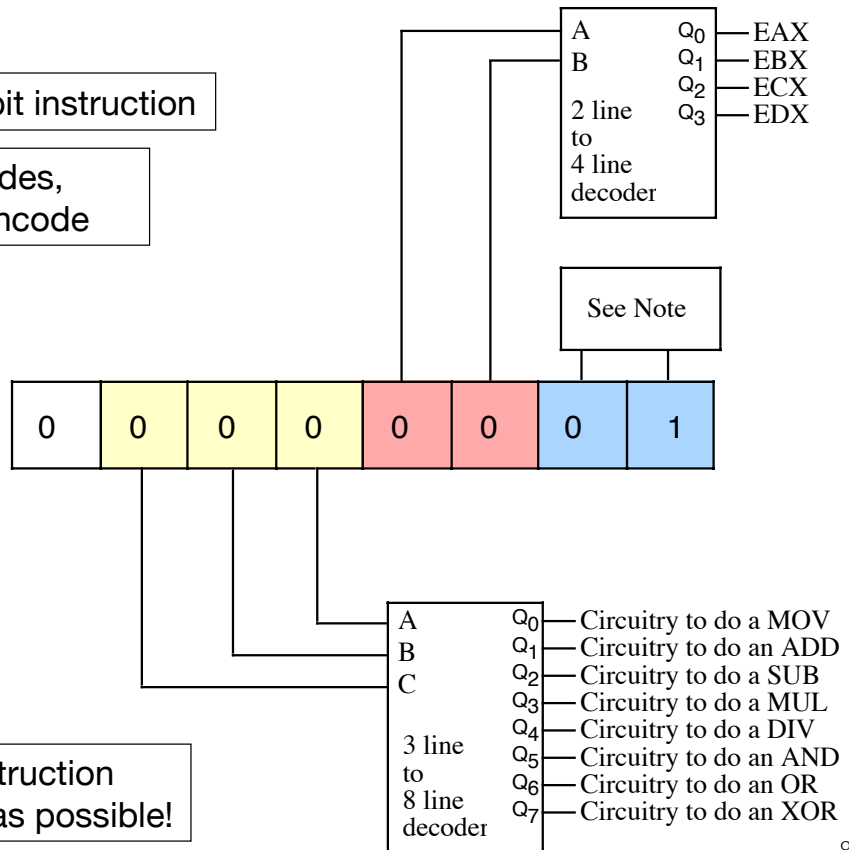 A Q0 EAX
B Q1 EBX
Q2 ECX
Q3 EDX
2 line
to
4 line
decoder
bit instruction
des,
ncode
See Note
0 0 0 0 0 0 0 1
A Q0 Circuitry to do a MOV
B Q1 Circuitry to do an ADD
C Q2 Circuitry to do a SUB
Q3 Circuitry to do a MUL
Q4 Circuitry to do a DIV
Q5 Circuitry to do an AND
Q6 Circuitry to do an OR
Q7 Circuitry to do an XOR
3 line
to
8 line
decoder
truction
as possible!